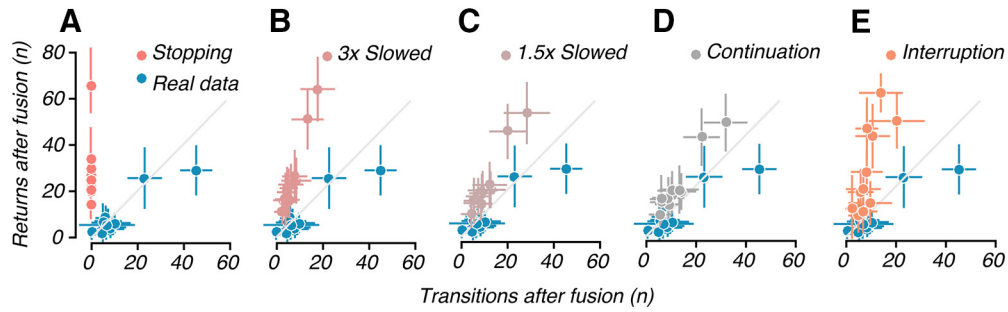 A B C D E
Stopping
Real data
3x Slowed
1.5x Slowed
Continuation
Interruption
Returns after fusion (n)
80
60
40
20
0
0 20 40 60
0 20 40 60
0 20 40 60
0 20 40 60
0 20 40 60
Transitions after fusion (n)